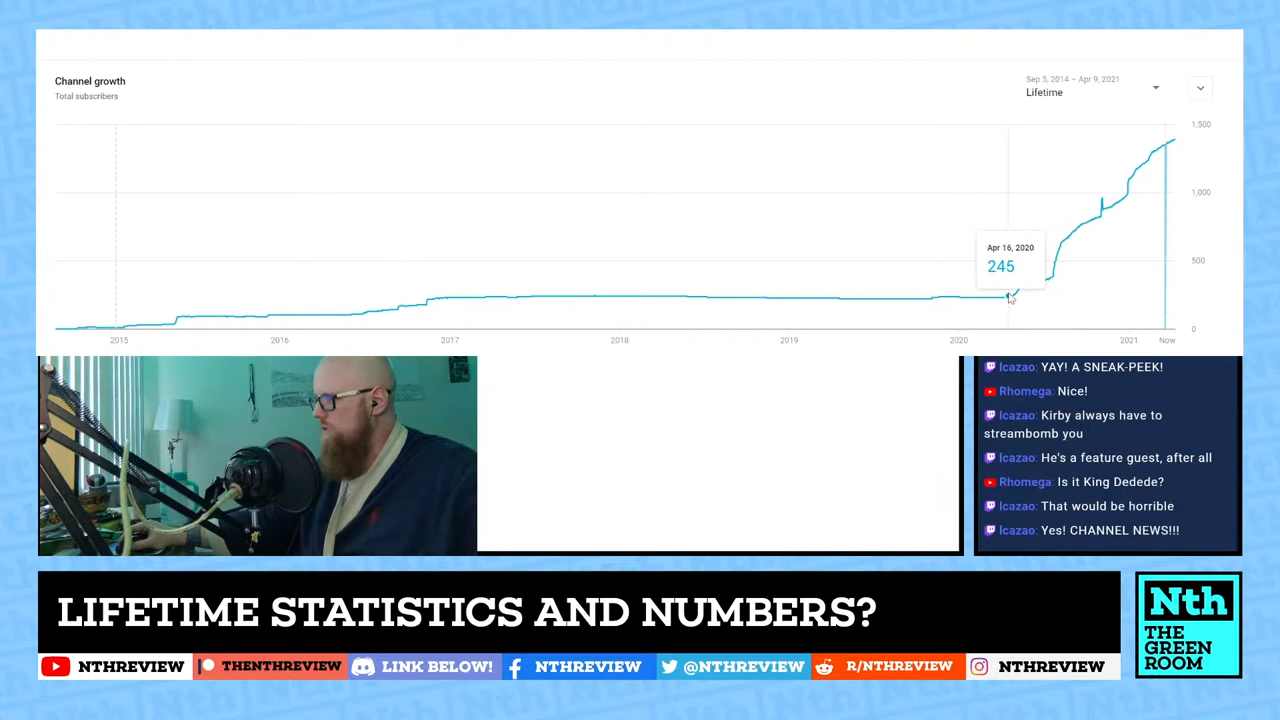 Channel growth
Total subscribers
Sep 5, 2014 – Apr 9, 2021
Lifetime
1,500
1,000
500
0
Apr 16, 2020
245
2015
2016
2017
2018
2019
2020
2021
Now
Icazao: YAY! A SNEAK-PEEK!
Rhomega: Nice!
Icazao: Kirby always have to
streambomb you
Icazao: He's a feature guest, after all
Rhomega: Is it King Dedede?
Icazao: That would be horrible
Icazao: Yes! CHANNEL NEWS!!!
LIFETIME STATISTICS AND NUMBERS?
Nth
THE
GREEN
ROOM
NTHREVIEW
THENTHREVIEW
LINK BELOW!
NTHREVIEW
@NTHREVIEW
R/NTHREVIEW
NTHREVIEW